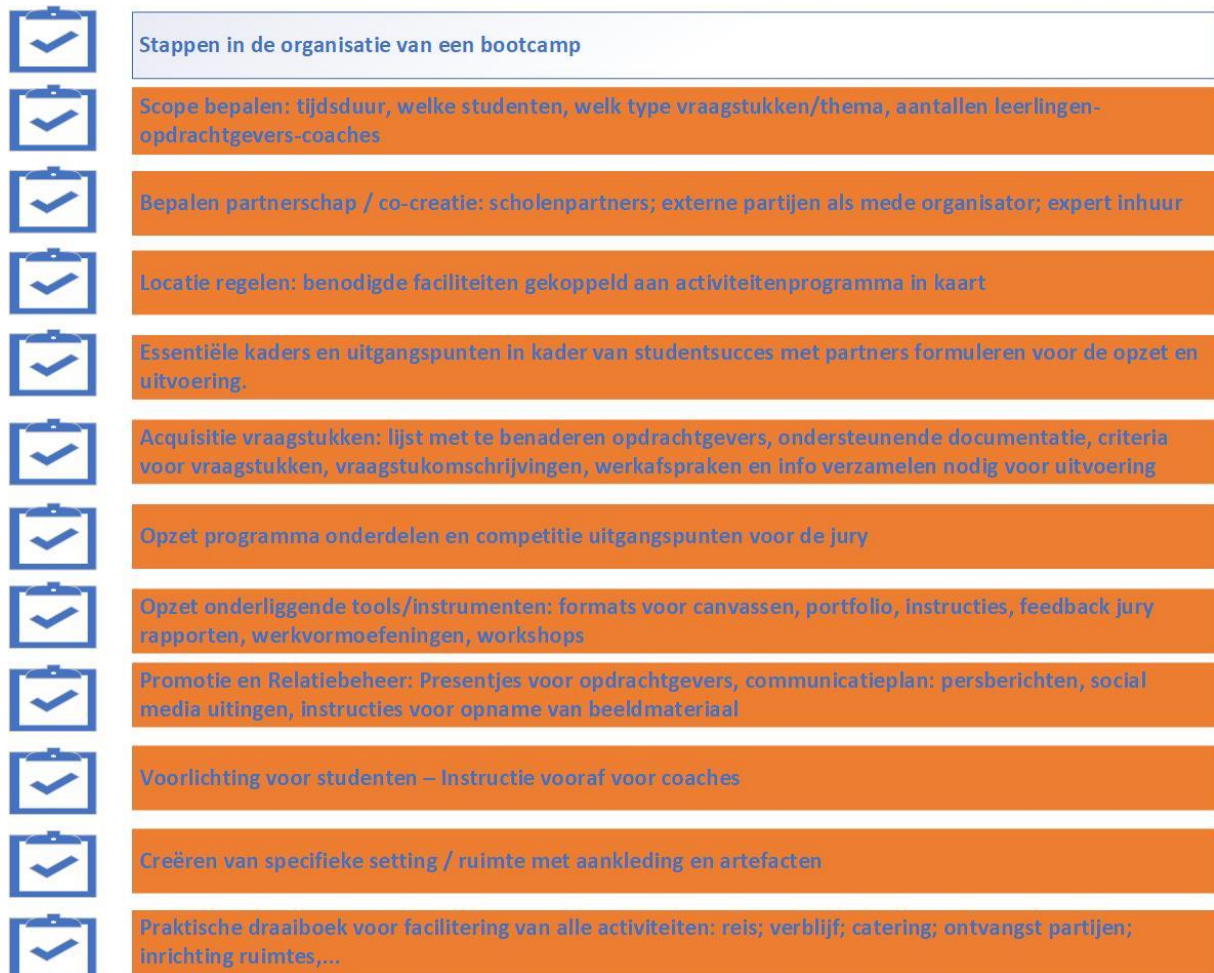 Stappen in de organisatie van een bootcamp
Scope bepalen: tijdsduur, welke studenten, welk type vraagstukken/thema, aantallen leerlingen-
opdrachtgevers-coaches
Bepalen partnerschap / co-creatie: scholenpartners; externe partijen als mede organisator; expert inhuur
Locatie regelen: benodigde faciliteiten gekoppeld aan activiteitenprogramma in kaart
Essentiële kaders en uitgangspunten in kader van studentsucces met partners formuleren voor de opzet en
uitvoering.
Acquisitie vraagstukken: lijst met te benaderen opdrachtgevers, ondersteunende documentatie, criteria
voor vraagstukken, vraagstukomschrijvingen, werkafspraken en info verzamelen nodig voor uitvoering
Opzet programma onderdelen en competitie uitgangspunten voor de jury
Opzet onderliggende tools/instrumenten: formats voor canvassen, portfolio, instructies, feedback jury
rapporten, werkvormoefeningen, workshops
Promotie en Relatiebeheer: Presentjes voor opdrachtgevers, communicatieplan: persberichten, social
media uitingen, instructies voor opname van beeldmateriaal
Voorlichting voor studenten – Instructie vooraf voor coaches
Creëren van specifieke setting / ruimte met aankleding en artefacten
Praktische draaiboek voor facilitering van alle activiteiten: reis; verblijf; catering; ontvangst partijen;
inrichting ruimtes,...